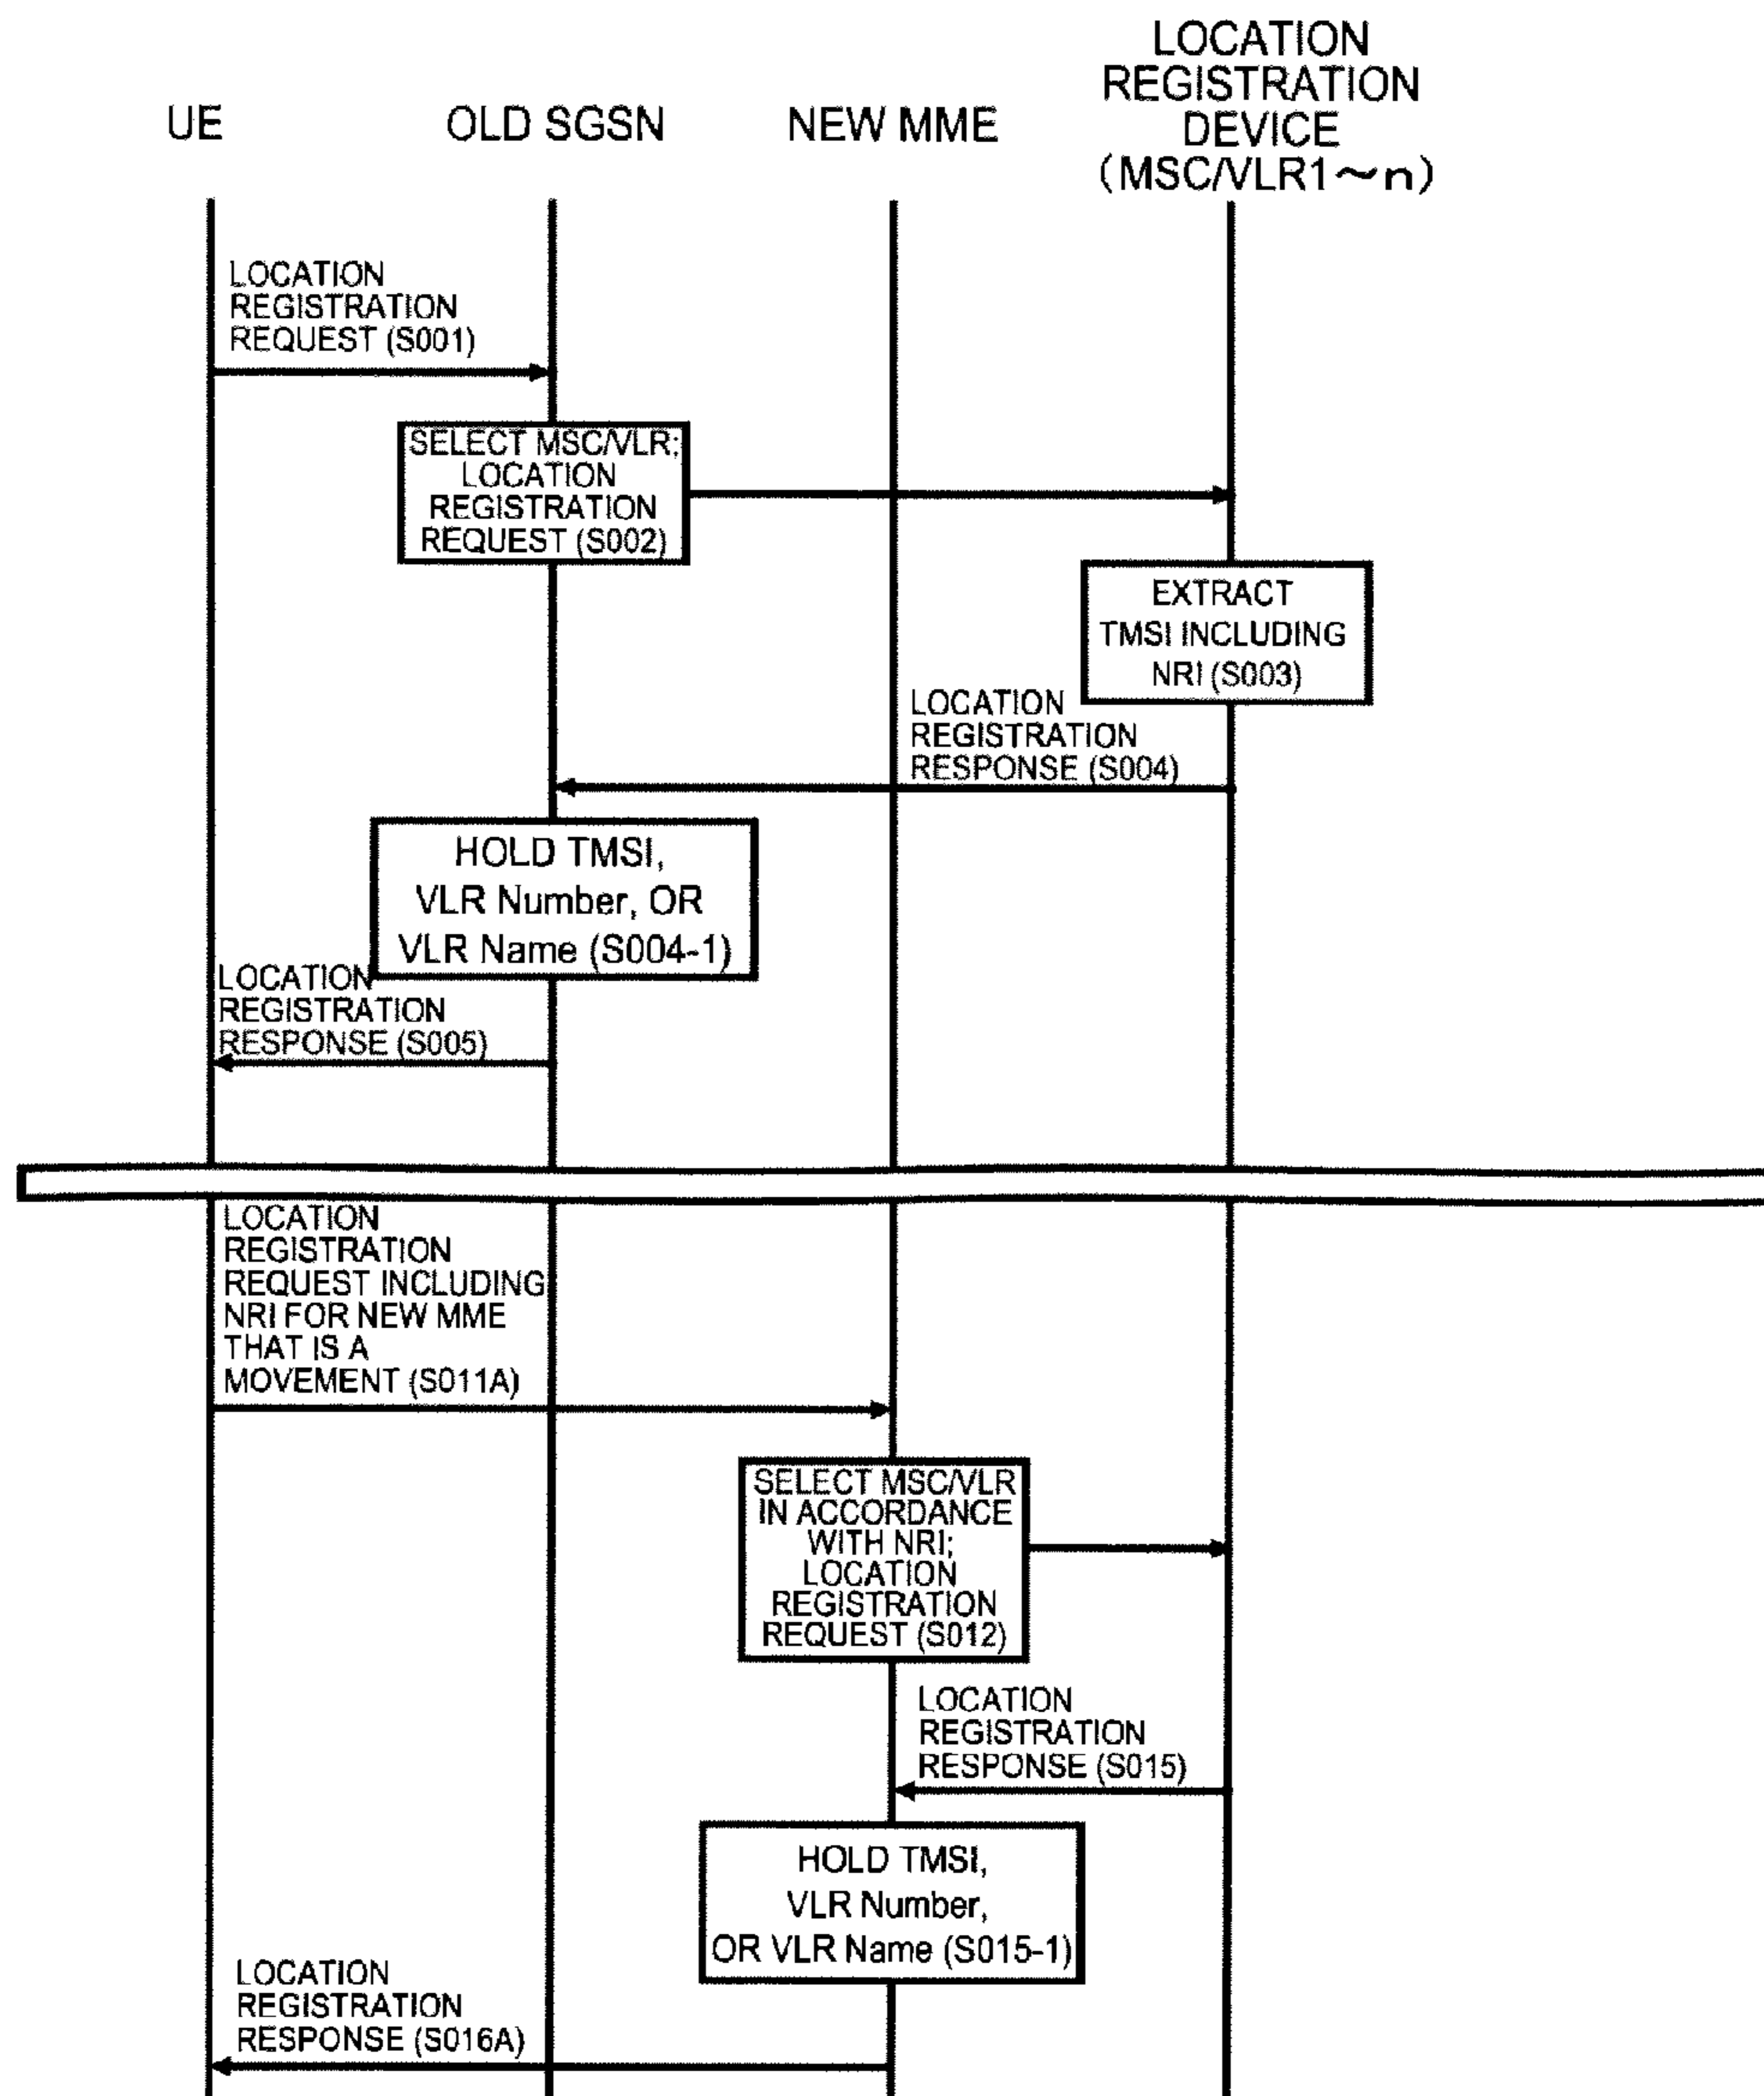 UE
OLD SGSN
NEW MME
LOCATION
REGISTRATION
DEVICE
(MSC/VLR1～n)
LOCATION
REGISTRATION
REQUEST (S001)
SELECT MSC/VLR;
LOCATION
REGISTRATION
REQUEST (S002)
EXTRACT
TMSI INCLUDING
NRI (S003)
LOCATION
REGISTRATION
RESPONSE (S004)
HOLD TMSI,
VLR Number, OR
VLR Name (S004-1)
LOCATION
REGISTRATION
RESPONSE (S005)
LOCATION
REGISTRATION
REQUEST INCLUDING
NRI FOR NEW MME
THAT IS A
MOVEMENT (S011A)
SELECT MSC/VLR
IN ACCORDANCE
WITH NRI;
LOCATION
REGISTRATION
REQUEST (S012)
LOCATION
REGISTRATION
RESPONSE (S015)
HOLD TMSI,
VLR Number,
OR VLR Name (S015-1)
LOCATION
REGISTRATION
RESPONSE (S016A)